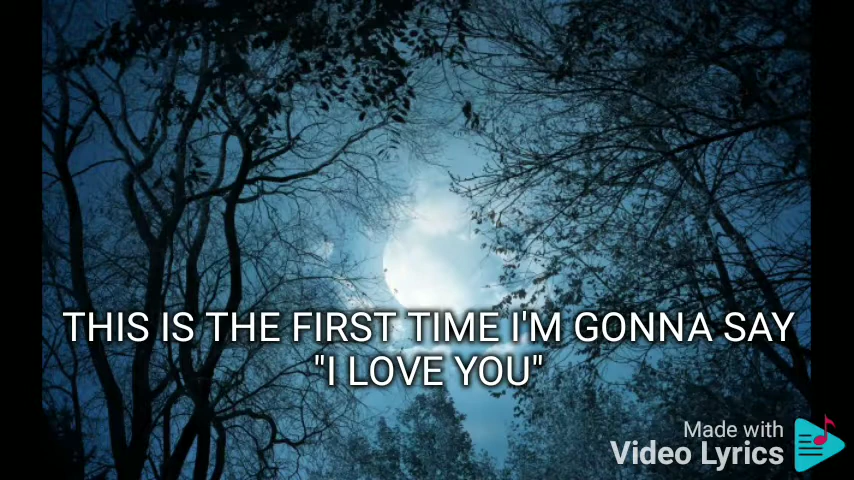 THIS IS THE FIRST TIME I'M GONNA SAY
"I LOVE YOU"
Made with
Video Lyrics